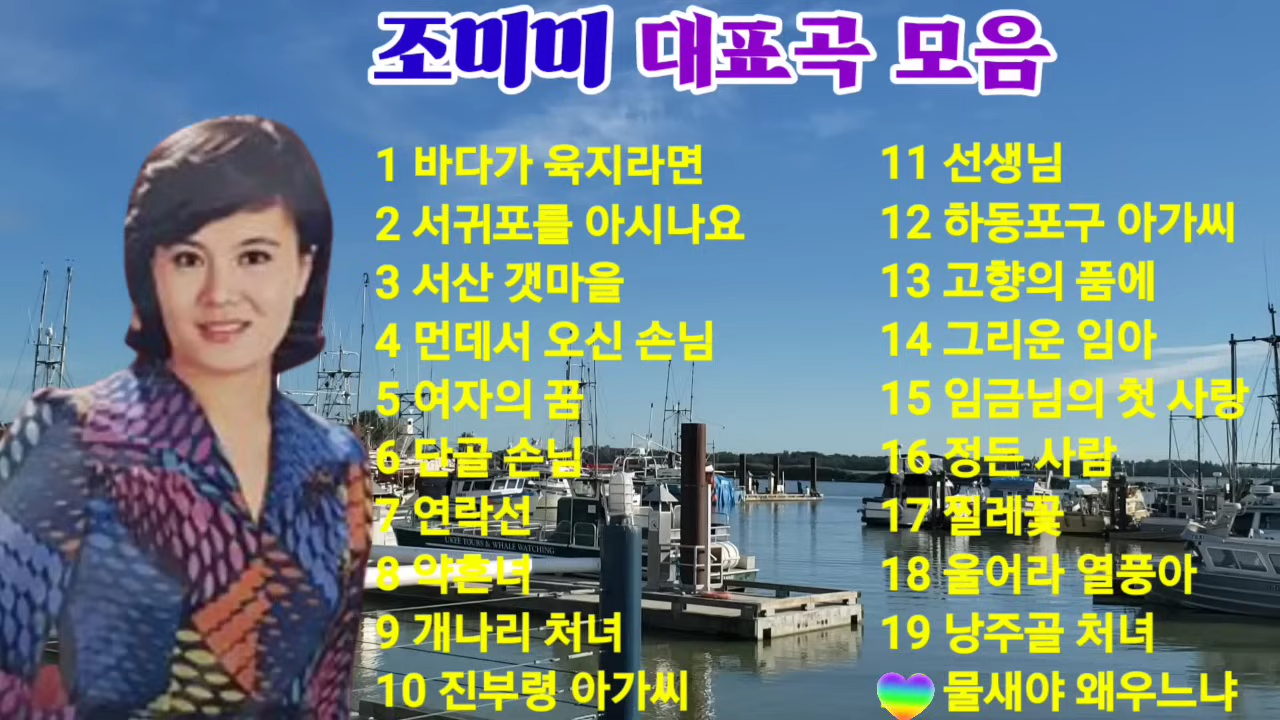 조미미 대표곡 모음
1 바다가 육지라면
2 서귀포를 아시나요
3 서산 갯마을
4 먼데서 오신 손님
5 여자의 꿈
6 단골 손님
7 연락선
8 약혼녀
9 개나리 처녀
10 진부령 아가씨
11 선생님
12 하동포구 아가씨
13 고향의 품에
14 그리운 임아
15 임금님의 첫 사랑
16 정든 사람
17 찔레꽃
18 울어라 열풍아
19 낭주골 처녀
물새야 왜우느냐
UKEE TOURS & WHALE WATCHING